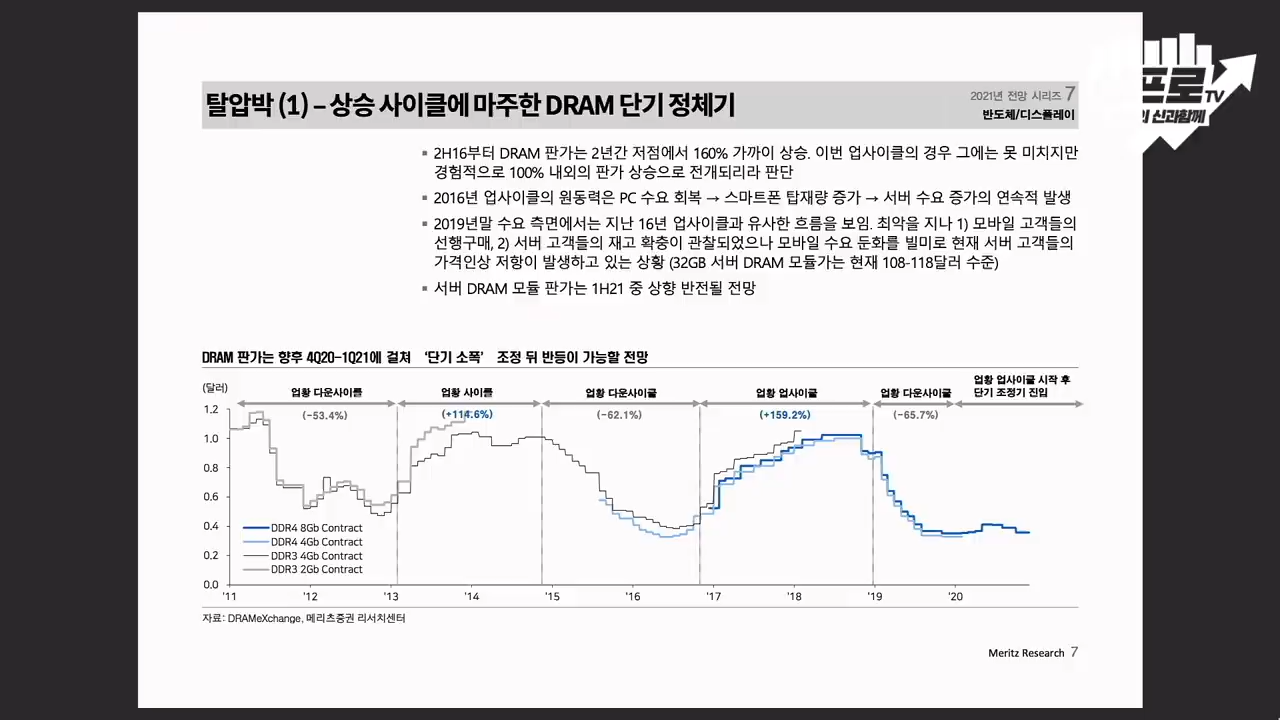 탈압박 (1) – 상승 사이클에 마주한 DRAM 단기 정체기
2021년 전망 시리즈 7
반도체/디스플레이
프로TV
의 신과함께
▪ 2H16부터 DRAM 판가는 2년간 저점에서 160% 가까이 상승. 이번 업사이클의 경우 그에는 못 미치지만
경험적으로 100% 내외의 판가 상승으로 전개되리라 판단
▪ 2016년 업사이클의 원동력은 PC 수요 회복 → 스마트폰 탑재량 증가 → 서버 수요 증가의 연속적 발생
▪ 2019년말 수요 측면에서는 지난 16년 업사이클과 유사한 흐름을 보임. 최악을 지나 1) 모바일 고객들의
선행구매, 2) 서버 고객들의 재고 확충이 관찰되었으나 모바일 수요 둔화를 빌미로 현재 서버 고객들의
가격인상 저항이 발생하고 있는 상황 (32GB 서버 DRAM 모듈가는 현재 108-118달러 수준)
▪ 서버 DRAM 모듈 판가는 1H21 중 상향 반전될 전망
DRAM 판가는 향후 4Q20-1Q21에 걸쳐 ‘단기 소폭’ 조정 뒤 반등이 가능할 전망
(달러)
업황 다운사이클
업황 사이클
업황 다운사이클
업황 업사이클
업황 다운사이클
업황 업사이클 시작 후
단기 조정기 진입
(-53.4%)
(+114.6%)
(-62.1%)
(+159.2%)
(-65.7%)
1.2
1.0
0.8
0.6
0.4
0.2
0.0
DDR4 8Gb Contract
DDR4 4Gb Contract
DDR3 4Gb Contract
DDR3 2Gb Contract
'11 '12 '13 '14 '15 '16 '17 '18 '19 '20
자료: DRAMeXchange, 메리츠증권 리서치센터
Meritz Research 7